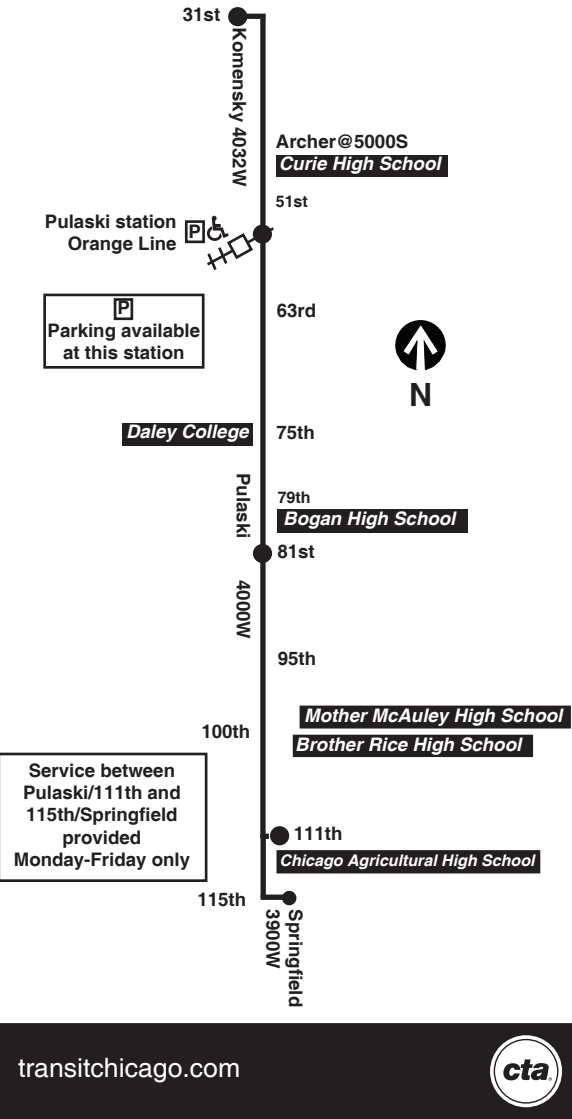 31st
Komensky 4032W
Archer@5000S
Curie High School
51st
Pulaski station
Orange Line
P
63rd
P
Parking available
at this station
N
Daley College
75th
Pulaski
79th
Bogan High School
81st
4000W
95th
Mother McAuley High School
100th
Brother Rice High School
Service between
Pulaski/111th and
115th/Springfield
provided
Monday-Friday only
111th
Chicago Agricultural High School
115th
Springfield
3900W
transitchicago.com
cta